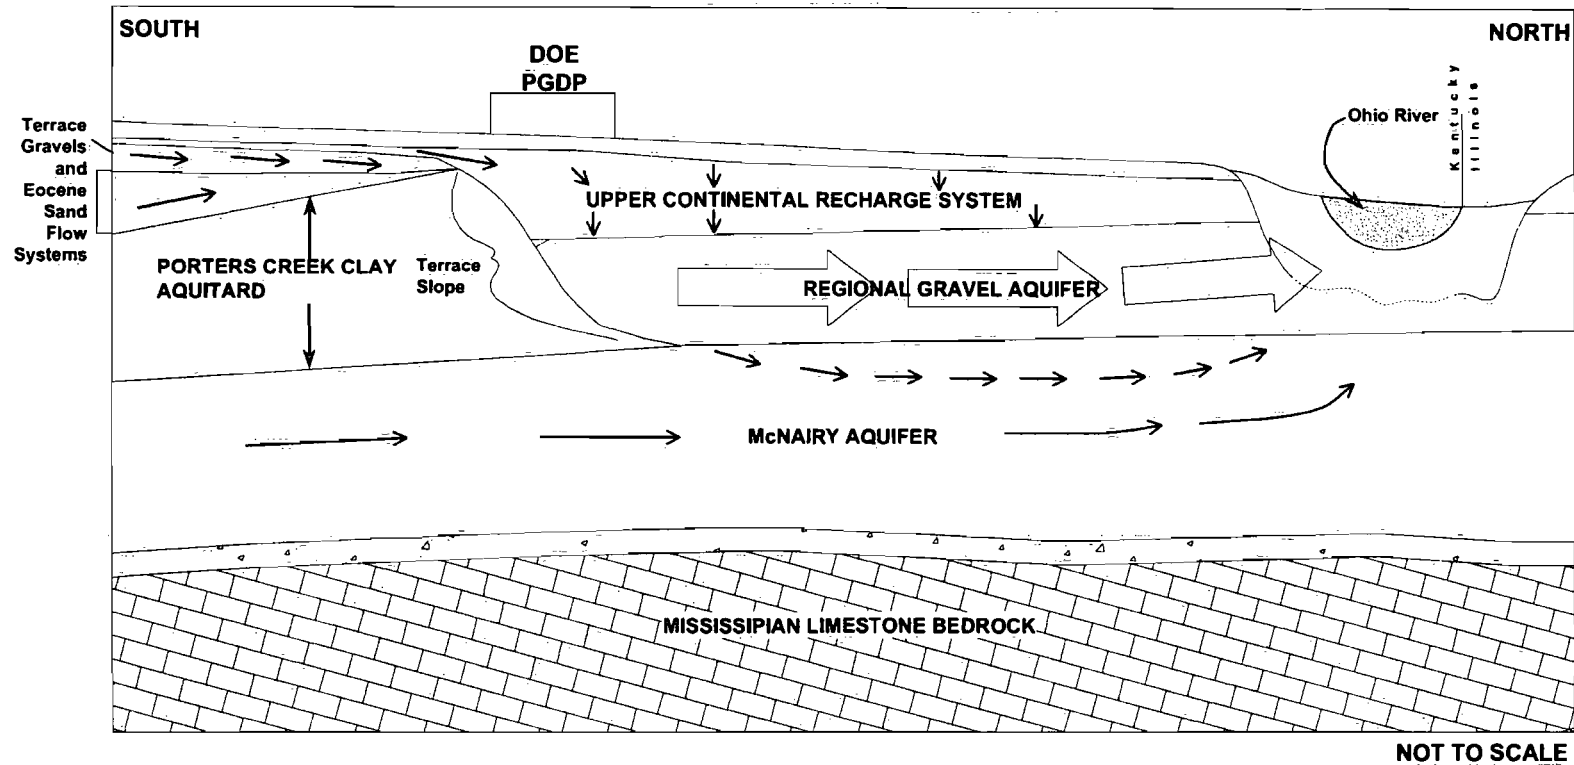 SOUTH
NORTH
DOE
PGDP
Kentucky
Illinois
Ohio River
Terrace
Gravels
and
Eocene
Sand
Flow
Systems
UPPER CONTINENTAL RECHARGE SYSTEM
PORTERS CREEK CLAY
AQUITARD
Terrace
Slope
REGIONAL GRAVEL AQUIFER
McNAIRY AQUIFER
MISSISSIPIAN LIMESTONE BEDROCK
NOT TO SCALE